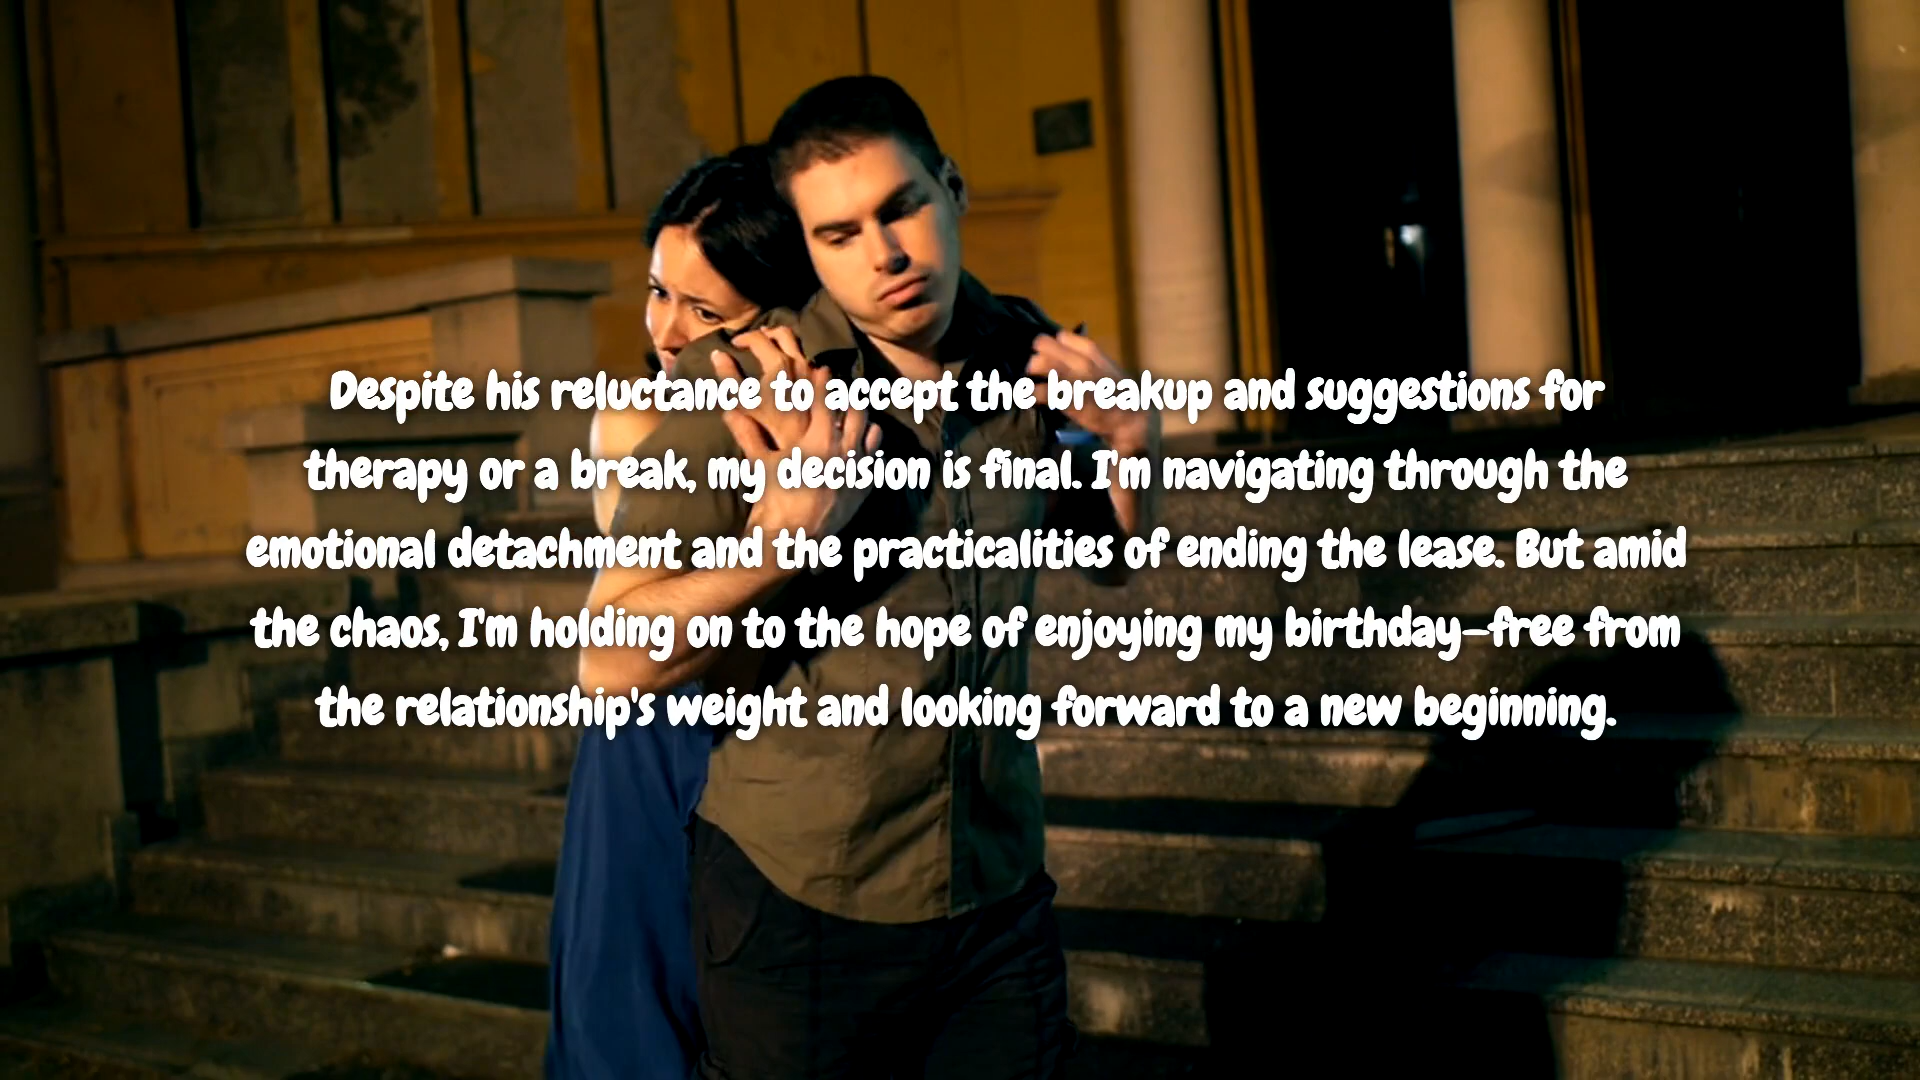 Despite his reluctance to accept the breakup and suggestions for
therapy or a break, my decision is final. I'm navigating through the
emotional detachment and the practicalities of ending the lease. But amid
the chaos, I'm holding on to the hope of enjoying my birthday—free from
the relationship's weight and looking forward to a new beginning.